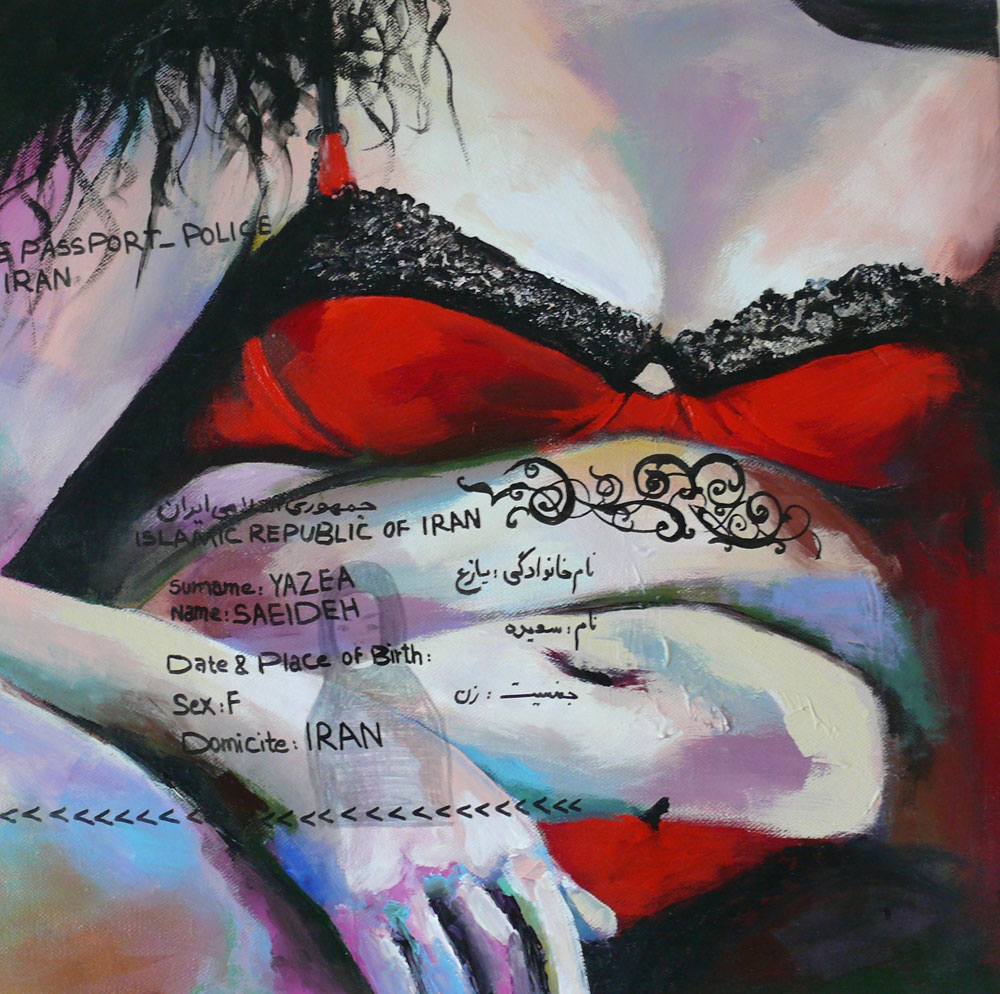 E PASSPORT_ POLICE
IRAN
جمهوری اسلامی ایران
ISLAMIC REPUBLIC OF IRAN
Surname: YAZEA
نام خانوادگی: یازع
Name: SAEIDEH
نام: سعیده
Date & Place of Birth:
Sex: F
جنسیت: زن
Domicite: IRAN
<<<<<<<<<<<<<<<<<<<<<<<<<<<<